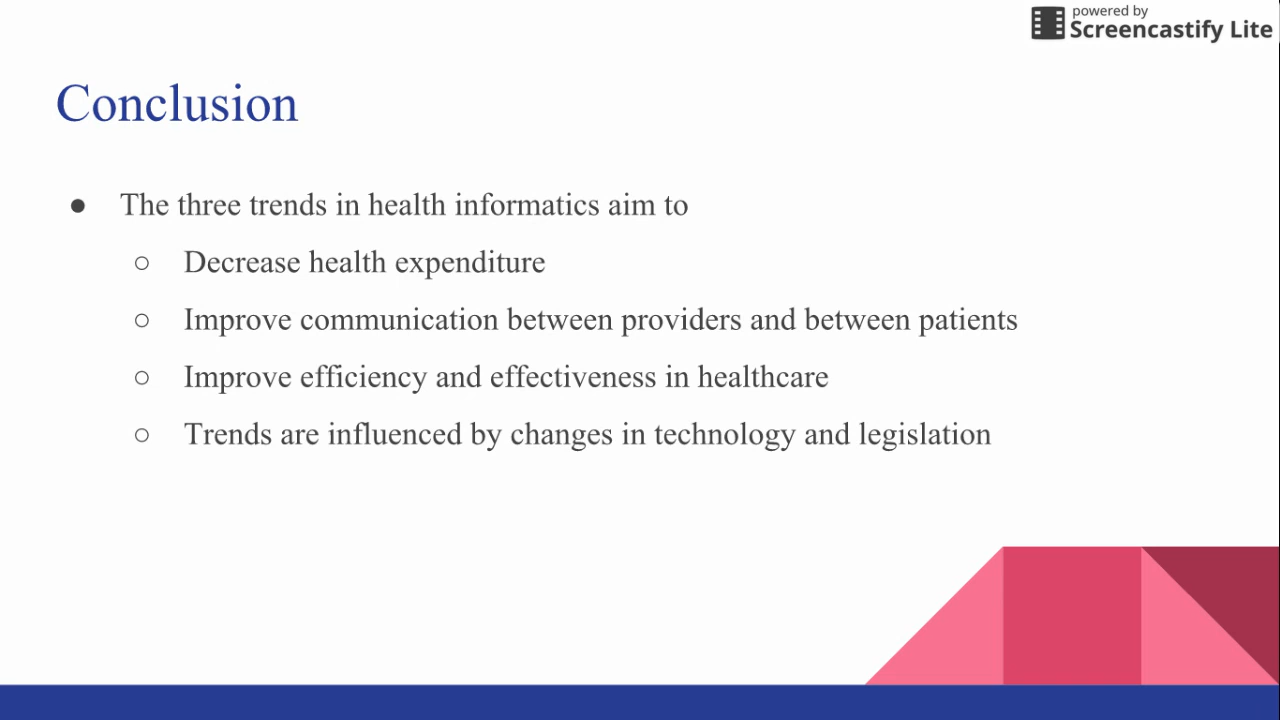 powered by
Screencastify Lite
Conclusion
● The three trends in health informatics aim to
○ Decrease health expenditure
○ Improve communication between providers and between patients
○ Improve efficiency and effectiveness in healthcare
○ Trends are influenced by changes in technology and legislation